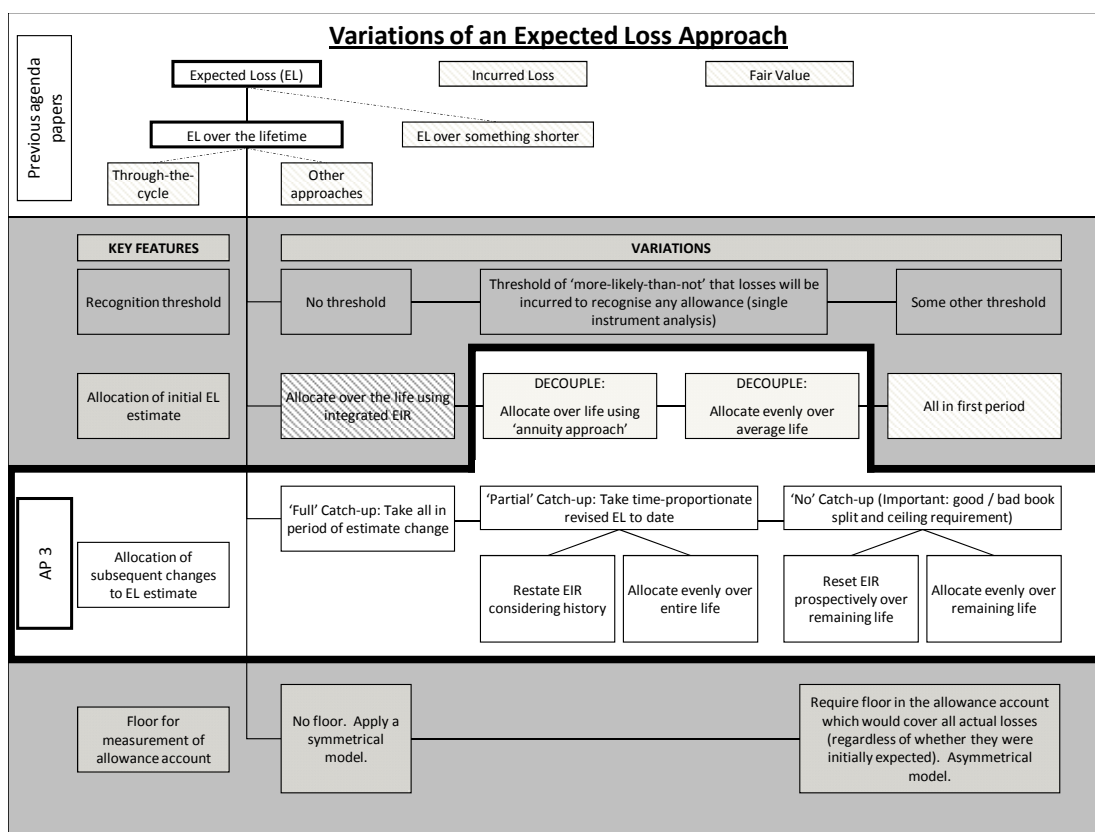 Variations of an Expected Loss Approach
Previous agenda
papers
Expected Loss (EL)
Incurred Loss
Fair Value
EL over the lifetime
EL over something shorter
Through-the-
cycle
Other
approaches
KEY FEATURES
VARIATIONS
Recognition threshold
No threshold
Threshold of ‘more-likely-than-not’ that losses will be
incurred to recognise any allowance (single
instrument analysis)
Some other threshold
Allocation of initial EL
estimate
Allocate over the life using
integrated EIR
DECOUPLE:
Allocate over life using
‘annuity approach’
DECOUPLE:
Allocate evenly over
average life
All in first period
AP 3
Allocation of
subsequent changes
to EL estimate
‘Full’ Catch-up: Take all in
period of estimate change
‘Partial’ Catch-up: Take time-proportionate
revised EL to date
‘No’ Catch-up (Important: good / bad book
split and ceiling requirement)
Restate EIR
considering history
Allocate evenly over
entire life
Reset EIR
prospectively over
remaining life
Allocate evenly over
remaining life
Floor for
measurement of
allowance account
No floor. Apply a
symmetrical
model.
Require floor in the allowance account
which would cover all actual losses
(regardless of whether they were
initially expected). Asymmetrical
model.